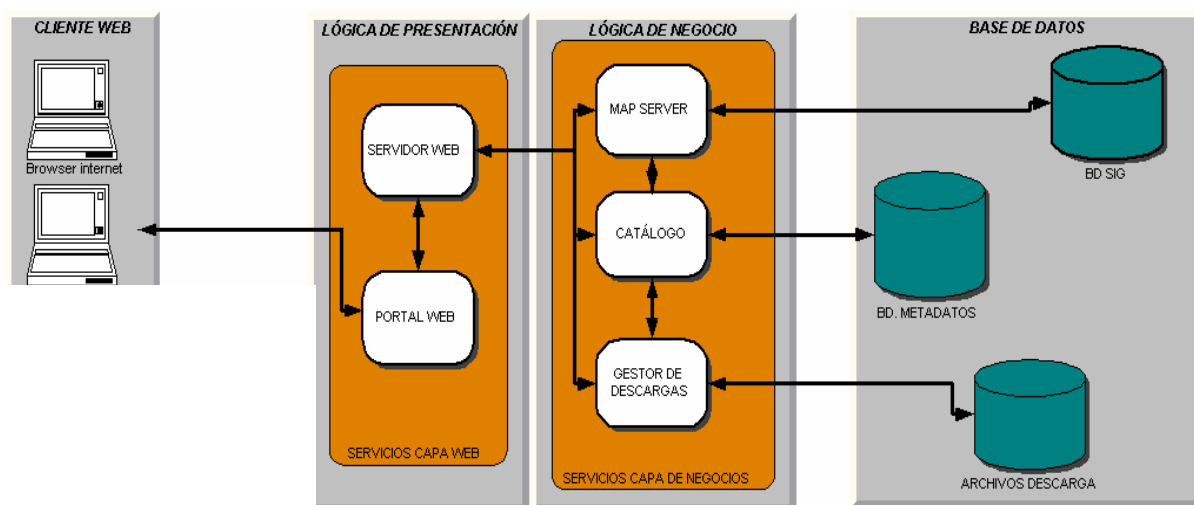 CLIENTE WEB
Browser internet
LÓGICA DE PRESENTACIÓN
SERVIDOR WEB
PORTAL WEB
SERVICIOS CAPA WEB
LÓGICA DE NEGOCIO
MAP SERVER
CATÁLOGO
GESTOR DE
DESCARGAS
SERVICIOS CAPA DE NEGOCIOS
BASE DE DATOS
BD SIG
BD. METADATOS
ARCHIVOS DESCARGA